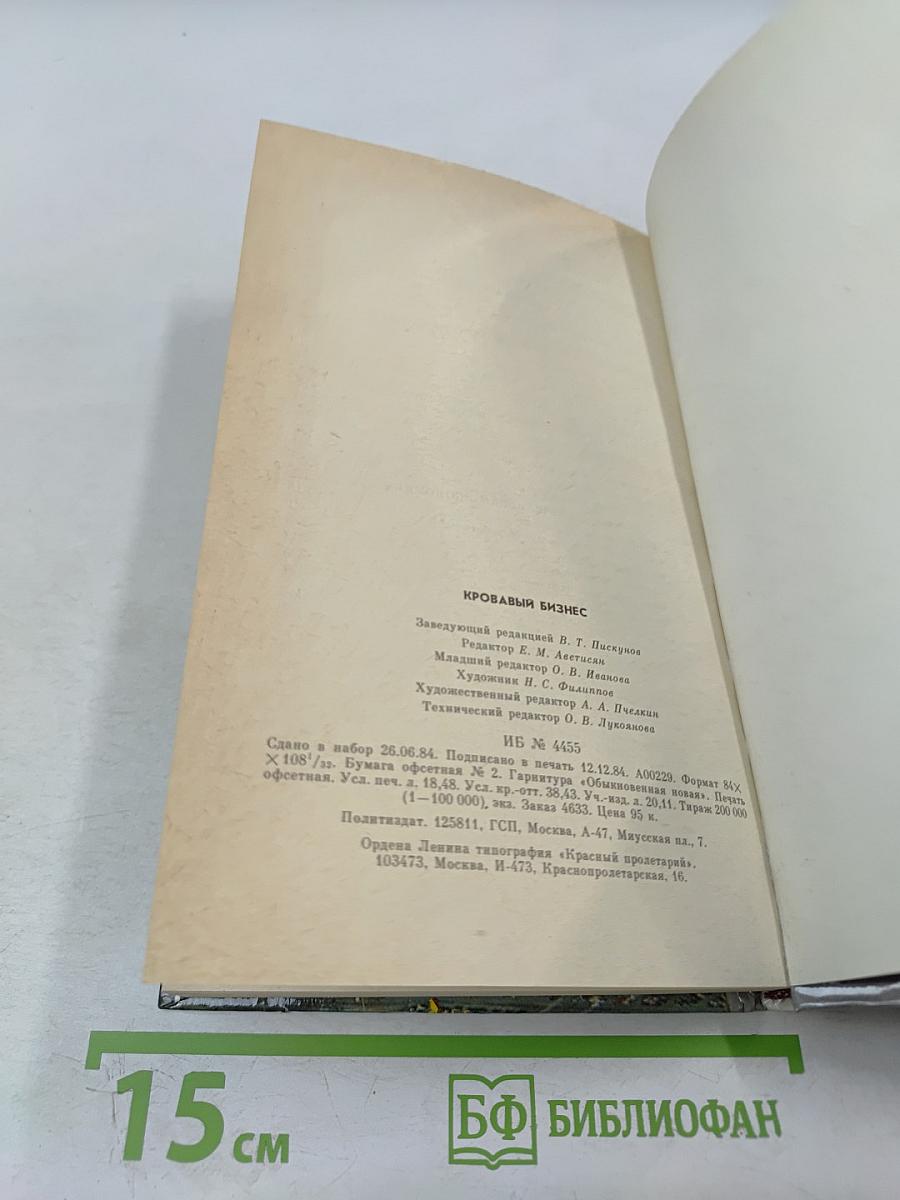 КРОВАВЫЙ БИЗНЕС
Заведующий редакцией В. Т. Пискунов
Редактор Е. М. Аветисян
Младший редактор О. В. Иванова
Художник Н. С. Филиппов
Художественный редактор А. А. Пчелкин
Технический редактор О. В. Лукоянова
ИБ № 4455
Сдано в набор 26.06.84. Подписано в печать 12.12.84. А00229. Формат 84×
×108¹/₃₂. Бумага офсетная № 2. Гарнитура «Обыкновенная новая». Печать
офсетная. Усл. печ. л. 18,48. Усл. кр.-отт. 38,43. Уч.-изд. л. 20,11. Тираж 200 000
(1—100 000), экз. Заказ 4633. Цена 95 к.
Политиздат. 125811, ГСП, Москва, А-47, Миусская пл., 7.
Ордена Ленина типография «Красный пролетарий».
103473, Москва, И-473, Краснопролетарская, 16.
15 см
БФ БИБЛИОФАН